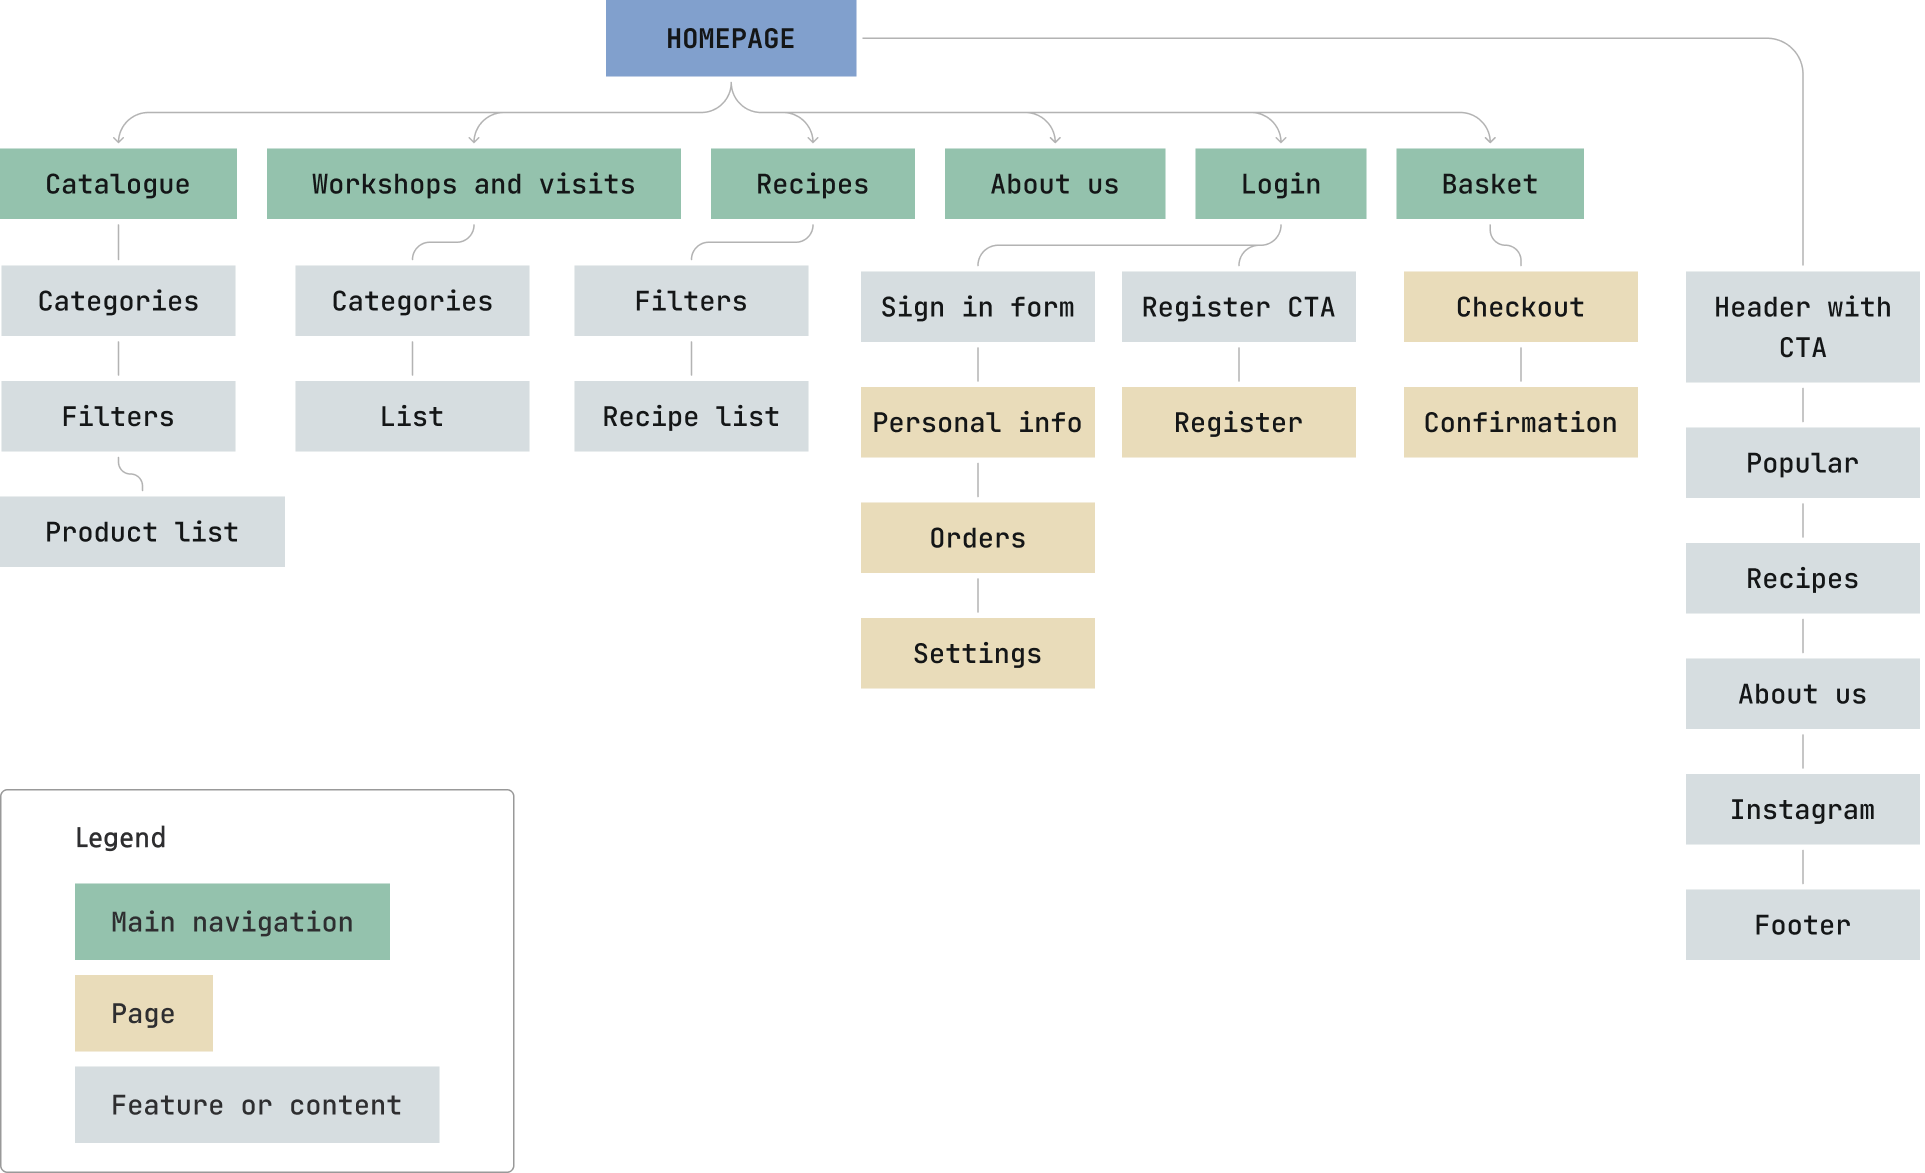 HOMEPAGE
Catalogue
Workshops and visits
Recipes
About us
Login
Basket
Categories
Categories
Filters
Sign in form
Register CTA
Checkout
Header with
CTA
Filters
List
Recipe list
Personal info
Register
Confirmation
Popular
Product list
Orders
Recipes
Settings
About us
Instagram
Footer
Legend
Main navigation
Page
Feature or content